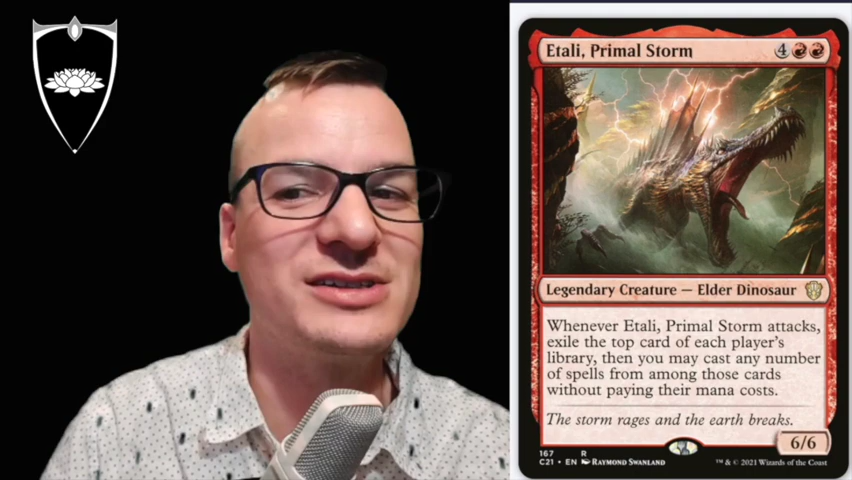 Etali, Primal Storm 4
Legendary Creature — Elder Dinosaur
Whenever Etali, Primal Storm attacks,
exile the top card of each player's
library, then you may cast any number
of spells from among those cards
without paying their mana costs.
The storm rages and the earth breaks.
6/6
167 R
C21 • EN Raymond Swanland
™ & © 2021 Wizards of the Coast